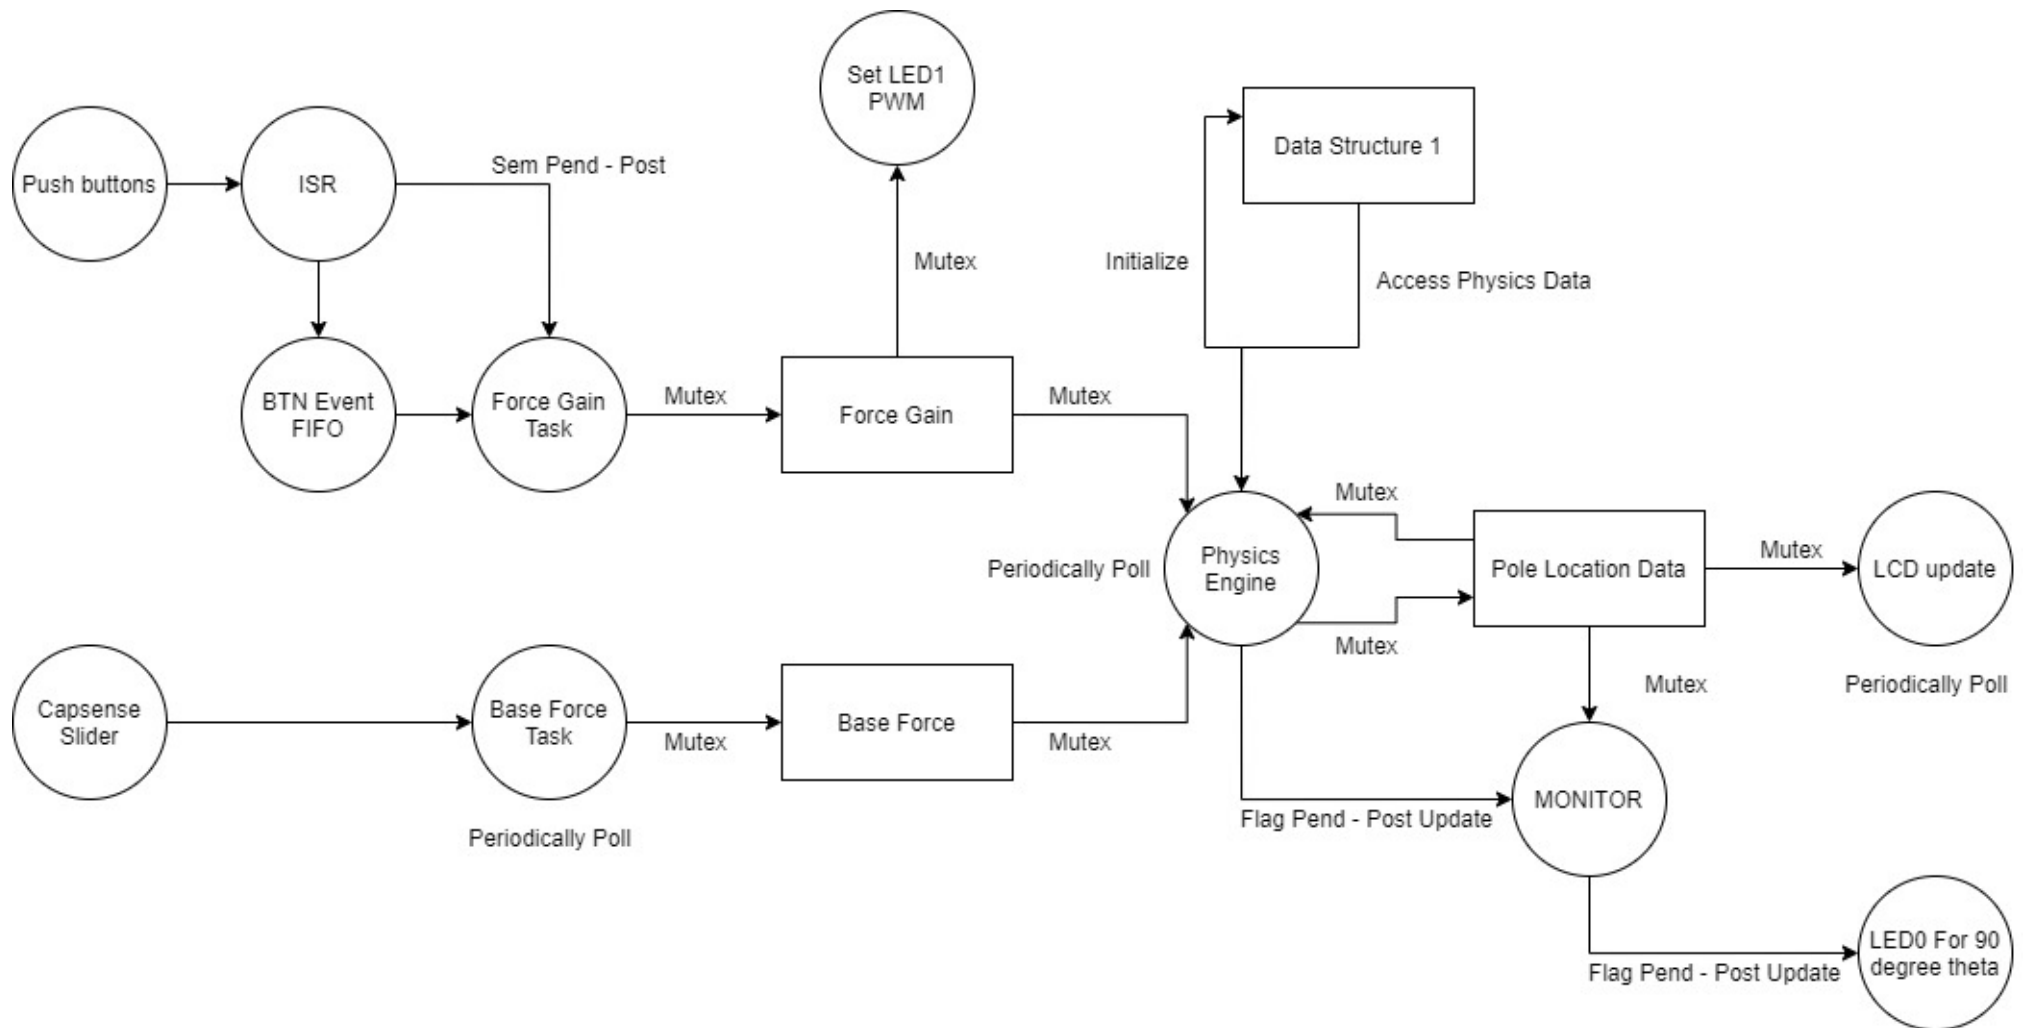 Set LED1
PWM
Push buttons
ISR
Sem Pend - Post
Data Structure 1
Mutex
Initialize
Access Physics Data
BTN Event
FIFO
Force Gain
Task
Mutex
Force Gain
Mutex
Mutex
Periodically Poll
Physics
Engine
Pole Location Data
Mutex
LCD update
Mutex
Periodically Poll
Mutex
Capsense
Slider
Base Force
Task
Mutex
Base Force
Mutex
Periodically Poll
Flag Pend - Post Update
MONITOR
LED0 For 90
degree theta
Flag Pend - Post Update